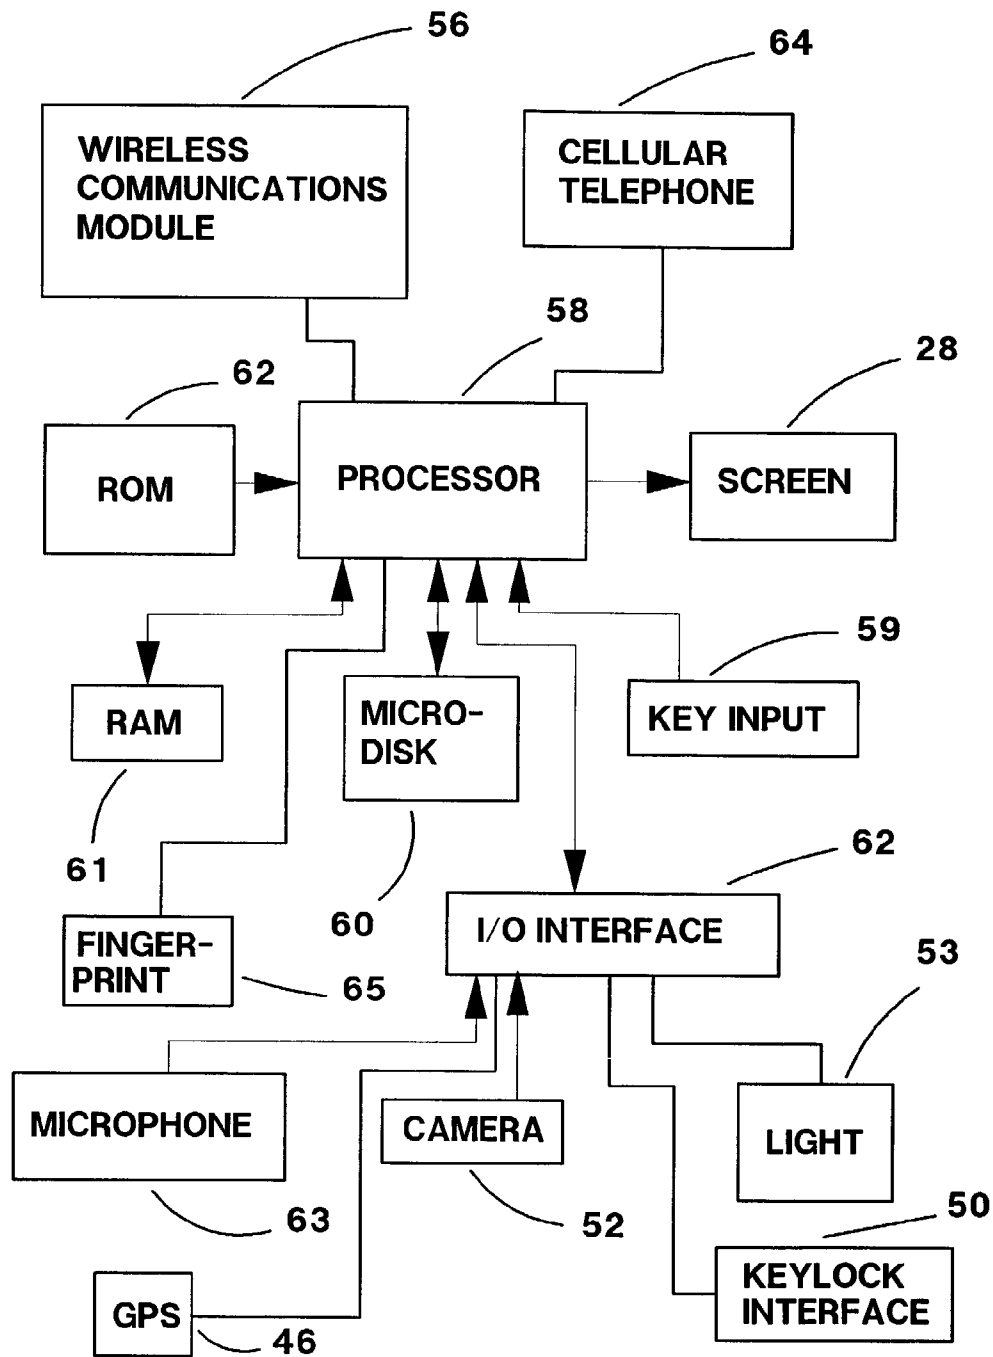 56
64
WIRELESS
COMMUNICATIONS
MODULE
CELLULAR
TELEPHONE
58
28
62
ROM
PROCESSOR
SCREEN
59
RAM
MICRO-
DISK
KEY INPUT
61
60
62
FINGER-
PRINT
65
I/O INTERFACE
53
MICROPHONE
CAMERA
LIGHT
63
52
50
GPS
46
KEYLOCK
INTERFACE